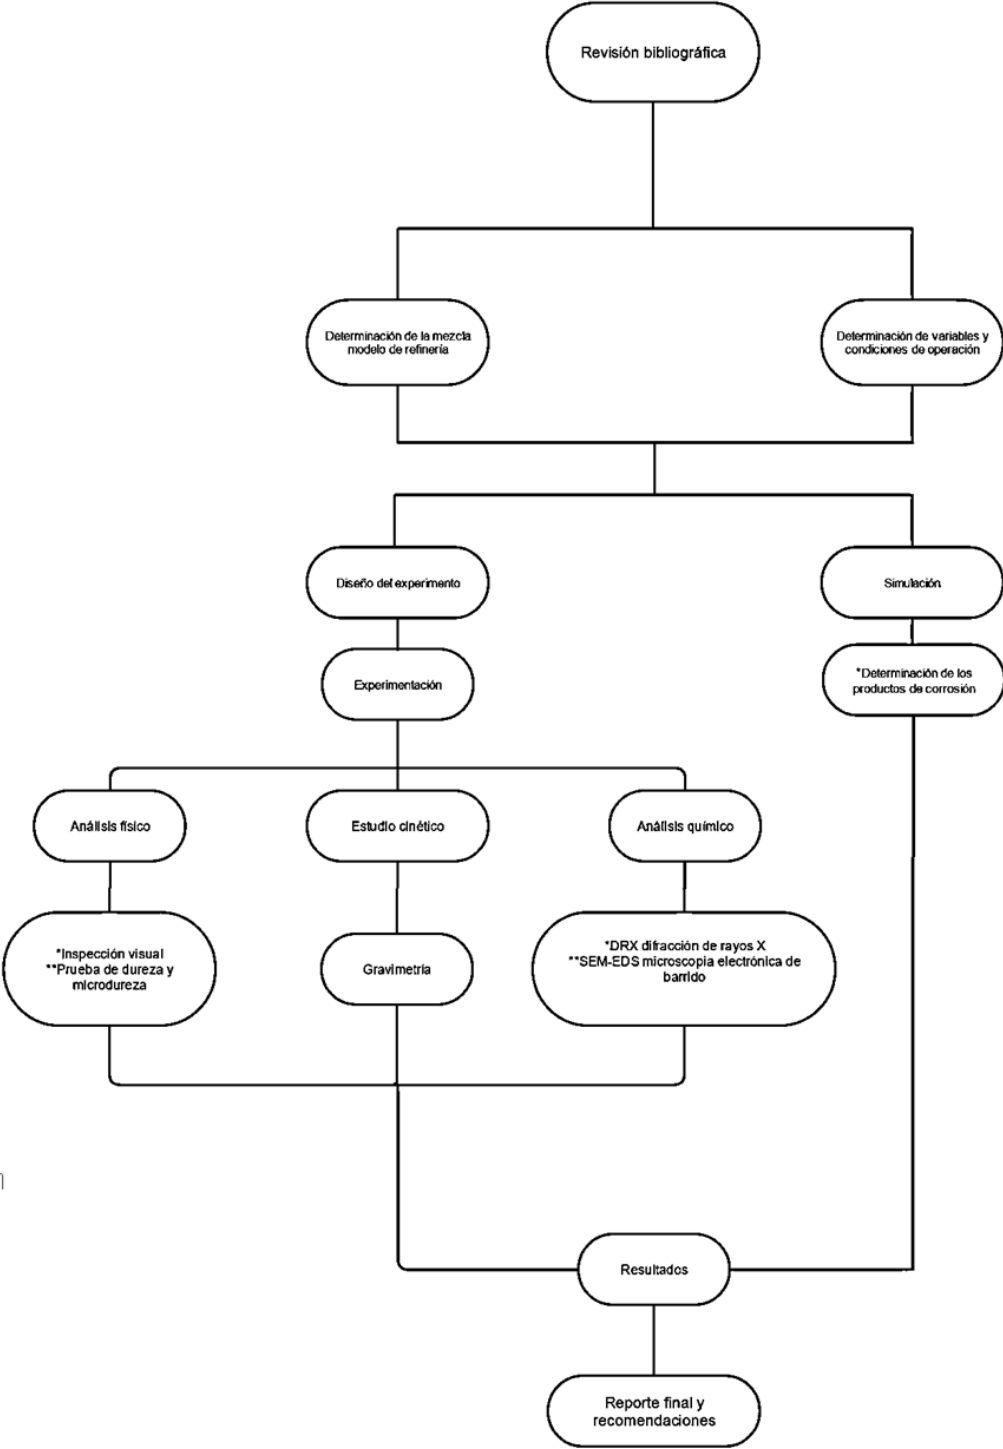 Revisión bibliográfica
Determinación de la mezcla
modelo de refinería
Determinación de variables y
condiciones de operación
Diseño del experimento
Simulación
Experimentación
*Determinación de los
productos de corrosión
Análisis físico
Estudio cinético
Análisis químico
*Inspección visual
**Prueba de dureza y
microdureza
Gravimetría
*DRX difracción de rayos X
**SEM-EDS microscopia electrónica de
barrido
Resultados
Reporte final y
recomendaciones